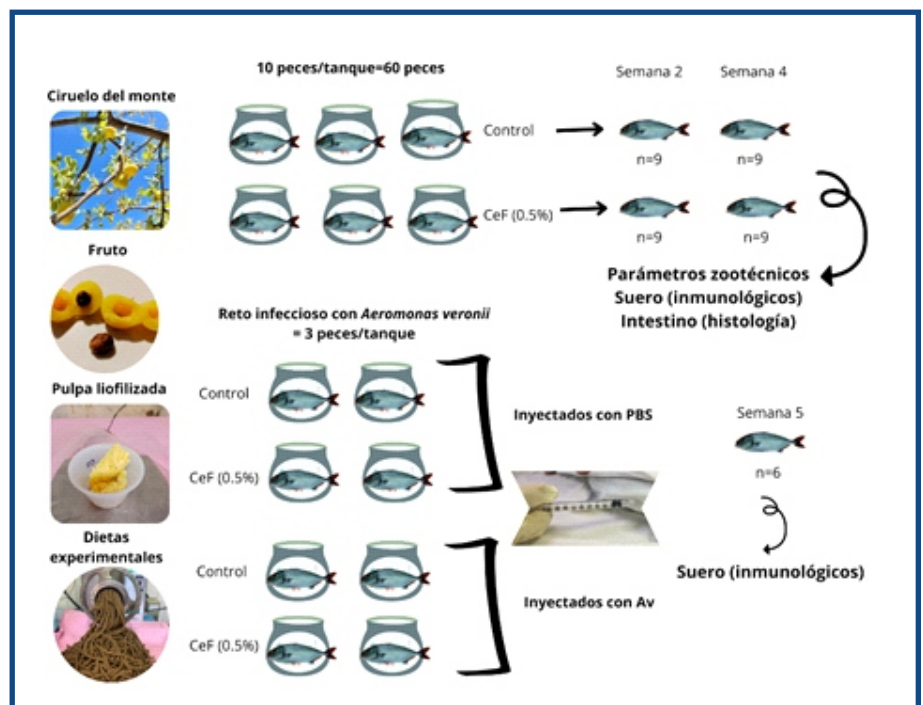 10 peces/tanque=60 peces
Semana 2
Semana 4
Ciruelo del monte
Control
n=9
n=9
CeF (0.5%)
n=9
n=9
Fruto
Parámetros zootécnicos
Suero (inmunológicos)
Intestino (histología)
Reto infeccioso con Aeromonas veronii
= 3 peces/tanque
Pulpa liofilizada
Control
Inyectados con PBS
Semana 5
CeF (0.5%)
n=6
Dietas
experimentales
Control
Suero (inmunológicos)
Inyectados con Av
CeF (0.5%)